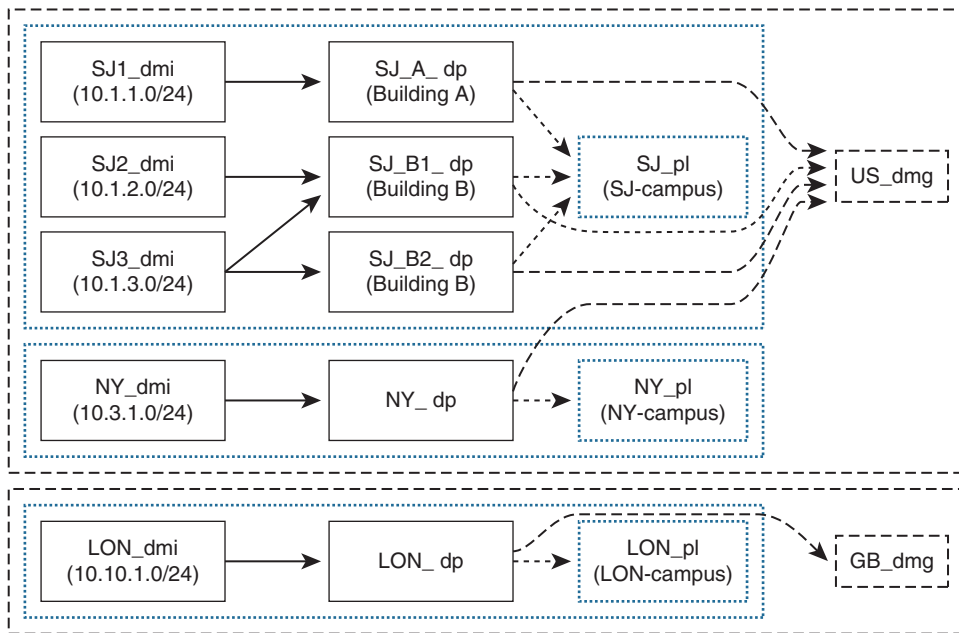 SJ1_dmi
(10.1.1.0/24)
SJ_A_ dp
(Building A)
SJ2_dmi
(10.1.2.0/24)
SJ_B1_ dp
(Building B)
SJ_pl
(SJ-campus)
US_dmg
SJ3_dmi
(10.1.3.0/24)
SJ_B2_ dp
(Building B)
NY_dmi
(10.3.1.0/24)
NY_ dp
NY_pl
(NY-campus)
LON_dmi
(10.10.1.0/24)
LON_ dp
LON_pl
(LON-campus)
GB_dmg